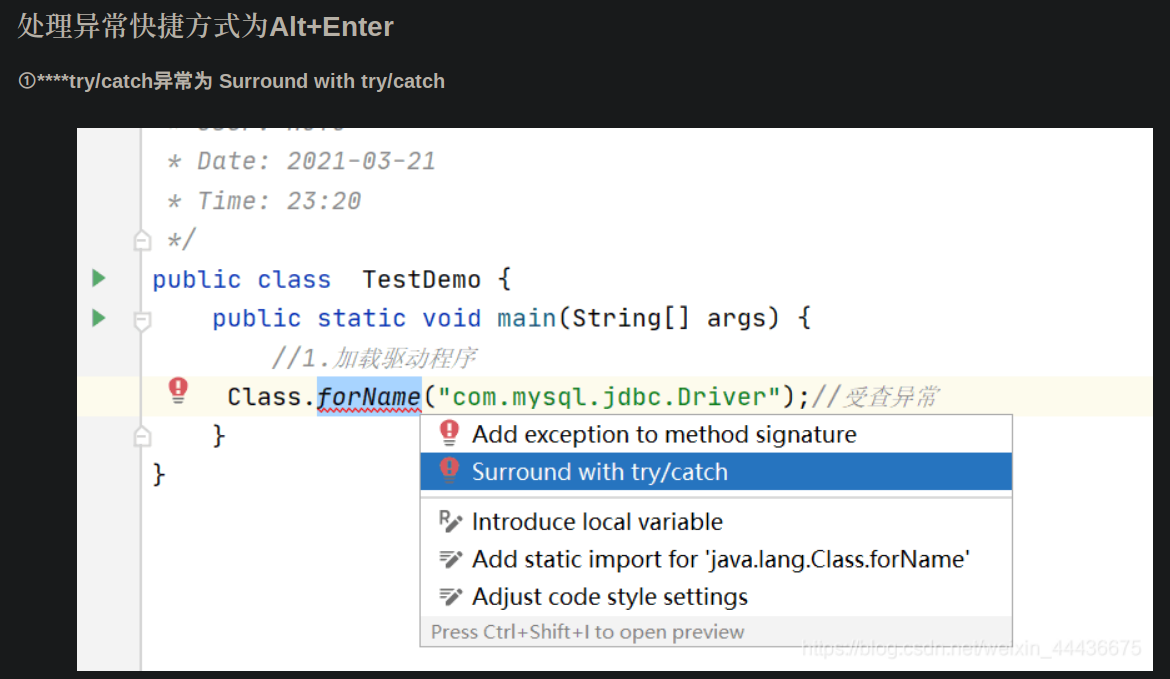 处理异常快捷方式为Alt+Enter
①****try/catch异常为 Surround with try/catch
* Date: 2021-03-21
* Time: 23:20
*/
public class  TestDemo {
public static void main(String[] args) {
//1.加载驱动程序
Class.forName("com.mysql.jdbc.Driver");//受查异常
Add exception to method signature
}
Surround with try/catch
}
Introduce local variable
Add static import for 'java.lang.Class.forName'
Adjust code style settings
Press Ctrl+Shift+I to open preview
https://blog.csdn.net/weixin_44436675